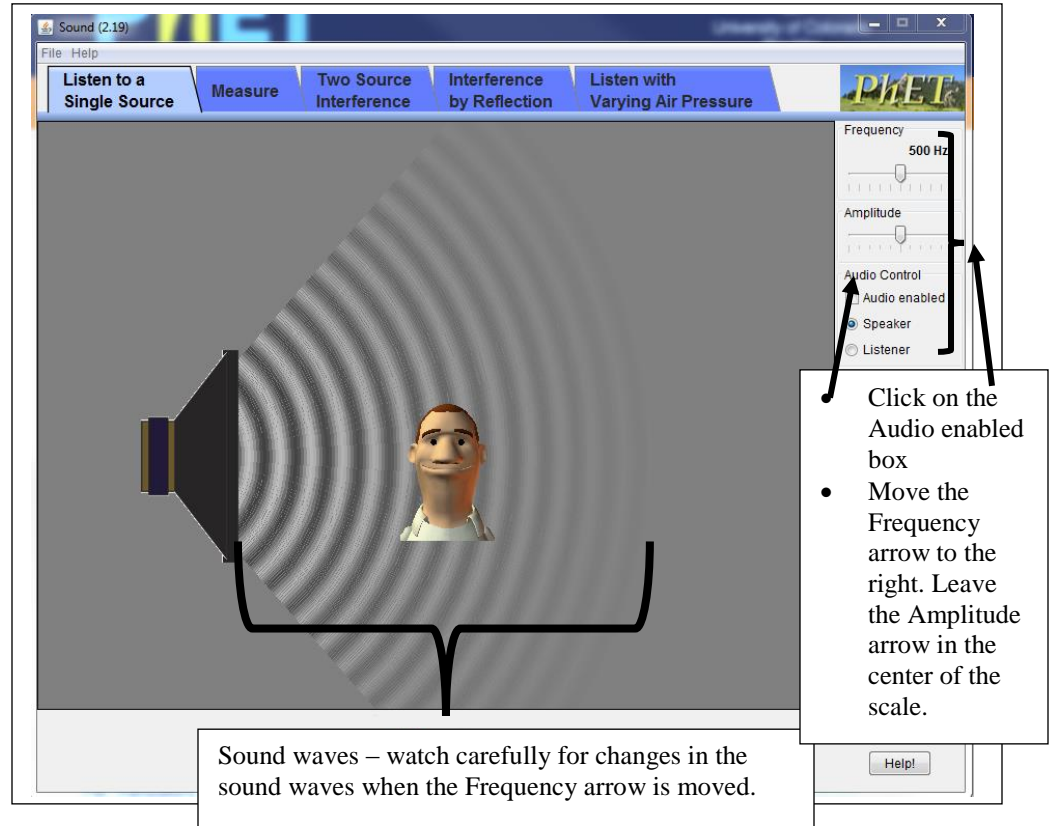 Sound (2.19)
File Help
Listen to a
Single Source
Measure
Two Source
Interference
Interference
by Reflection
Listen with
Varying Air Pressure
PhET
Frequency
500 Hz
Amplitude
Audio Control
Audio enabled
Speaker
Listener
• Click on the
Audio enabled
box
• Move the
Frequency
arrow to the
right. Leave
the Amplitude
arrow in the
center of the
scale.
Sound waves – watch carefully for changes in the
sound waves when the Frequency arrow is moved.
Help!